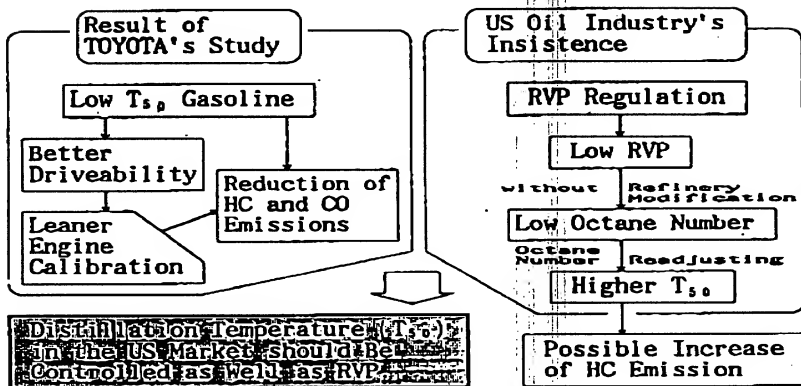 Result of
TOYOTA's Study
Low T₅₀ Gasoline
Better
Driveability
Reduction of
HC and CO
Emissions
Leaner
Engine
Calibration
US Oil Industry's
Insistence
RVP Regulation
Low RVP
without Refinery
Modification
Low Octane Number
Octane
Number Readjusting
Higher T₅₀
Possible Increase
of HC Emission
Distillation Temperature (T₅₀)
in the US Market should Be
Controlled as Well as RVP